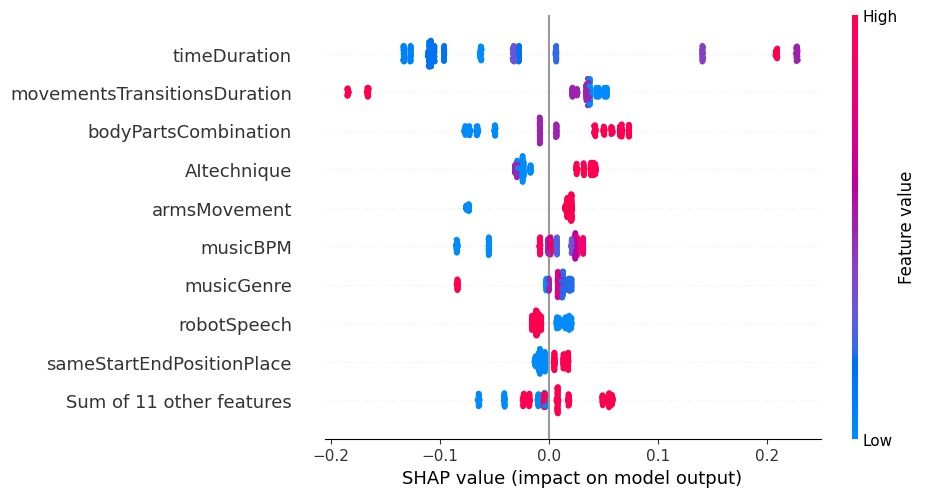 High
timeDuration
movementsTransitionsDuration
bodyPartsCombination
AItechnique
armsMovement
musicBPM
musicGenre
robotSpeech
sameStartEndPositionPlace
Sum of 11 other features
Feature value
Low
−0.2 −0.1 0.0 0.1 0.2
SHAP value (impact on model output)